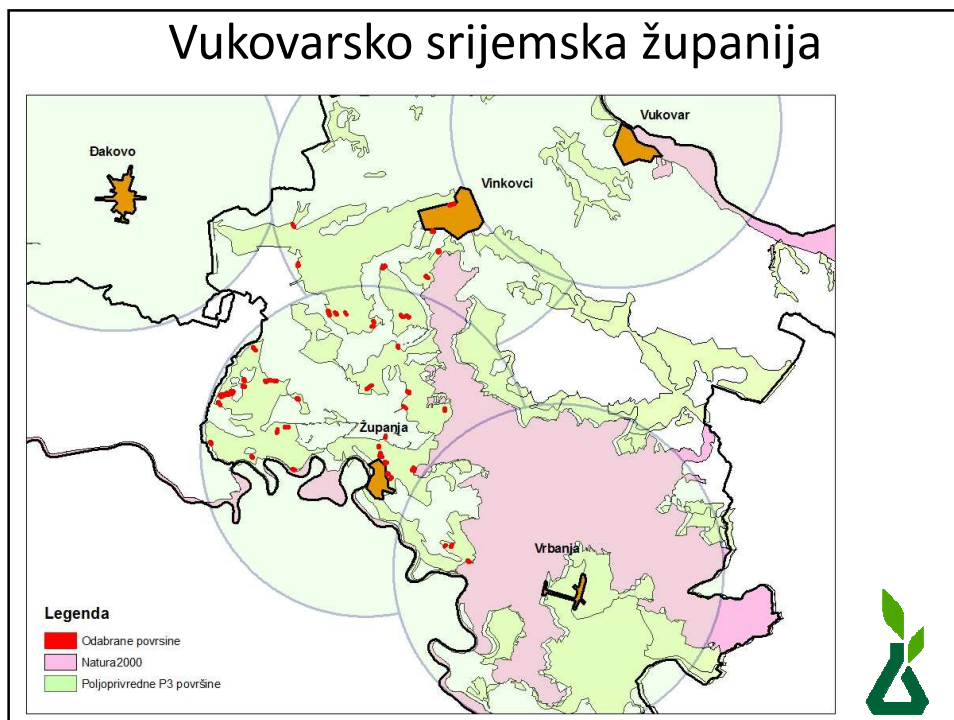 Vukovarsko srijemska županija
Vukovar
Đakovo
Vinkovci
Županja
Vrbanja
Legenda
Odabrane povrsine
Natura2000
Poljoprivredne P3 površine